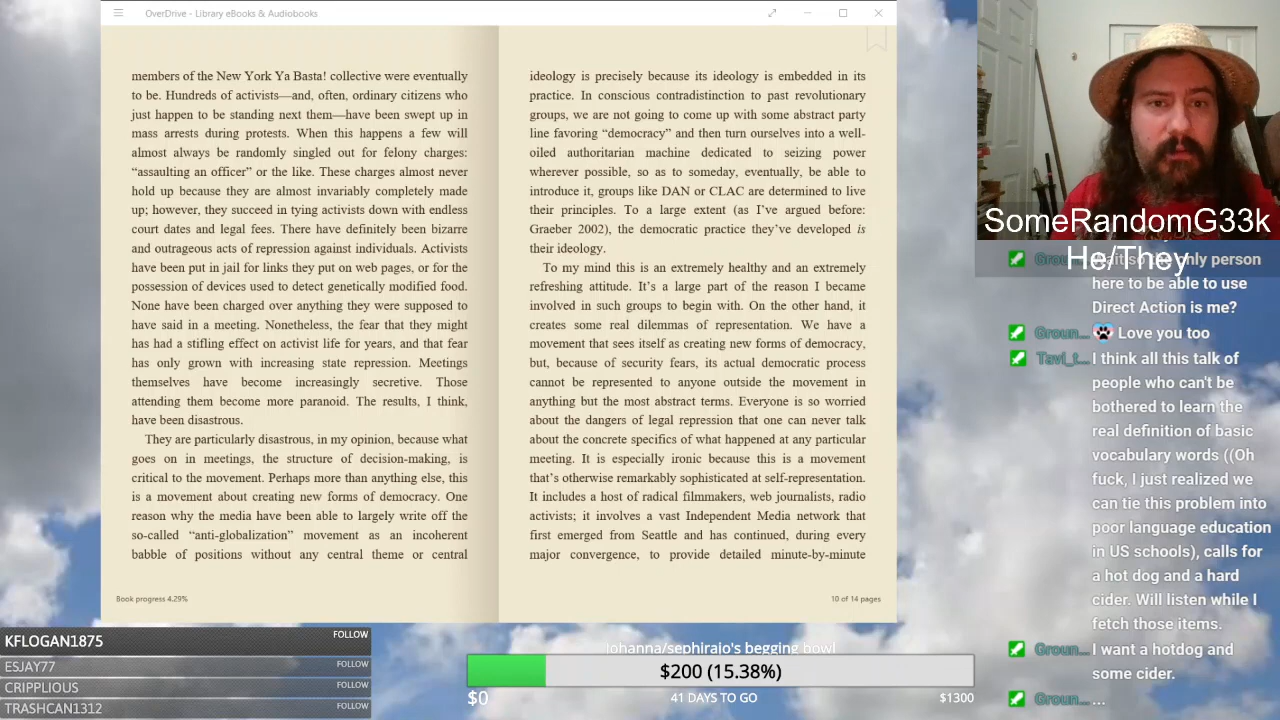 OverDrive - Library eBooks & Audiobooks
members of the New York Ya Basta! collective were eventually
to be. Hundreds of activists—and, often, ordinary citizens who
just happen to be standing next them—have been swept up in
mass arrests during protests. When this happens a few will
almost always be randomly singled out for felony charges:
“assaulting an officer” or the like. These charges almost never
hold up because they are almost invariably completely made
up; however, they succeed in tying activists down with endless
court dates and legal fees. There have definitely been bizarre
and outrageous acts of repression against individuals. Activists
have been put in jail for links they put on web pages, or for the
possession of devices used to detect genetically modified food.
None have been charged over anything they were supposed to
have said in a meeting. Nonetheless, the fear that they might
has had a stifling effect on activist life for years, and that fear
has only grown with increasing state repression. Meetings
themselves have become increasingly secretive. Those
attending them become more paranoid. The results, I think,
have been disastrous.
They are particularly disastrous, in my opinion, because what
goes on in meetings, the structure of decision-making, is
critical to the movement. Perhaps more than anything else, this
is a movement about creating new forms of democracy. One
reason why the media have been able to largely write off the
so-called “anti-globalization” movement as an incoherent
babble of positions without any central theme or central
Book progress 4.29%
ideology is precisely because its ideology is embedded in its
practice. In conscious contradistinction to past revolutionary
groups, we are not going to come up with some abstract party
line favoring “democracy” and then turn ourselves into a well-
oiled authoritarian machine dedicated to seizing power
wherever possible, so as to someday, eventually, be able to
introduce it, groups like DAN or CLAC are determined to live
their principles. To a large extent (as I’ve argued before:
Graeber 2002), the democratic practice they’ve developed is
their ideology.
To my mind this is an extremely healthy and an extremely
refreshing attitude. It’s a large part of the reason I became
involved in such groups to begin with. On the other hand, it
creates some real dilemmas of representation. We have a
movement that sees itself as creating new forms of democracy,
but, because of security fears, its actual democratic process
cannot be represented to anyone outside the movement in
anything but the most abstract terms. Everyone is so worried
about the dangers of legal repression that one can never talk
about the concrete specifics of what happened at any particular
meeting. It is especially ironic because this is a movement
that’s otherwise remarkably sophisticated at self-representation.
It includes a host of radical filmmakers, web journalists, radio
activists; it involves a vast Independent Media network that
first emerged from Seattle and has continued, during every
major convergence, to provide detailed minute-by-minute
10 of 14 pages
SomeRandomG33k
He/They
Groun... Wait so the only person
here to be able to use
Direct Action is me?
Groun... Love you too
Tavi_t... I think all this talk of
people who can't be
bothered to learn the
real definition of basic
vocabulary words ((Oh
fuck, I just realized we
can tie this problem into
poor language education
in US schools), calls for
a hot dog and a hard
cider. Will listen while I
fetch those items.
Groun... I want a hotdog and
some cider.
Groun... ...
KFLOGAN1875 FOLLOW
ESJAY77 FOLLOW
CRIPPLIOUS FOLLOW
TRASHCAN1312 FOLLOW
Johanna/sephirajo's begging bowl
$200 (15.38%)
$0 41 DAYS TO GO $1300